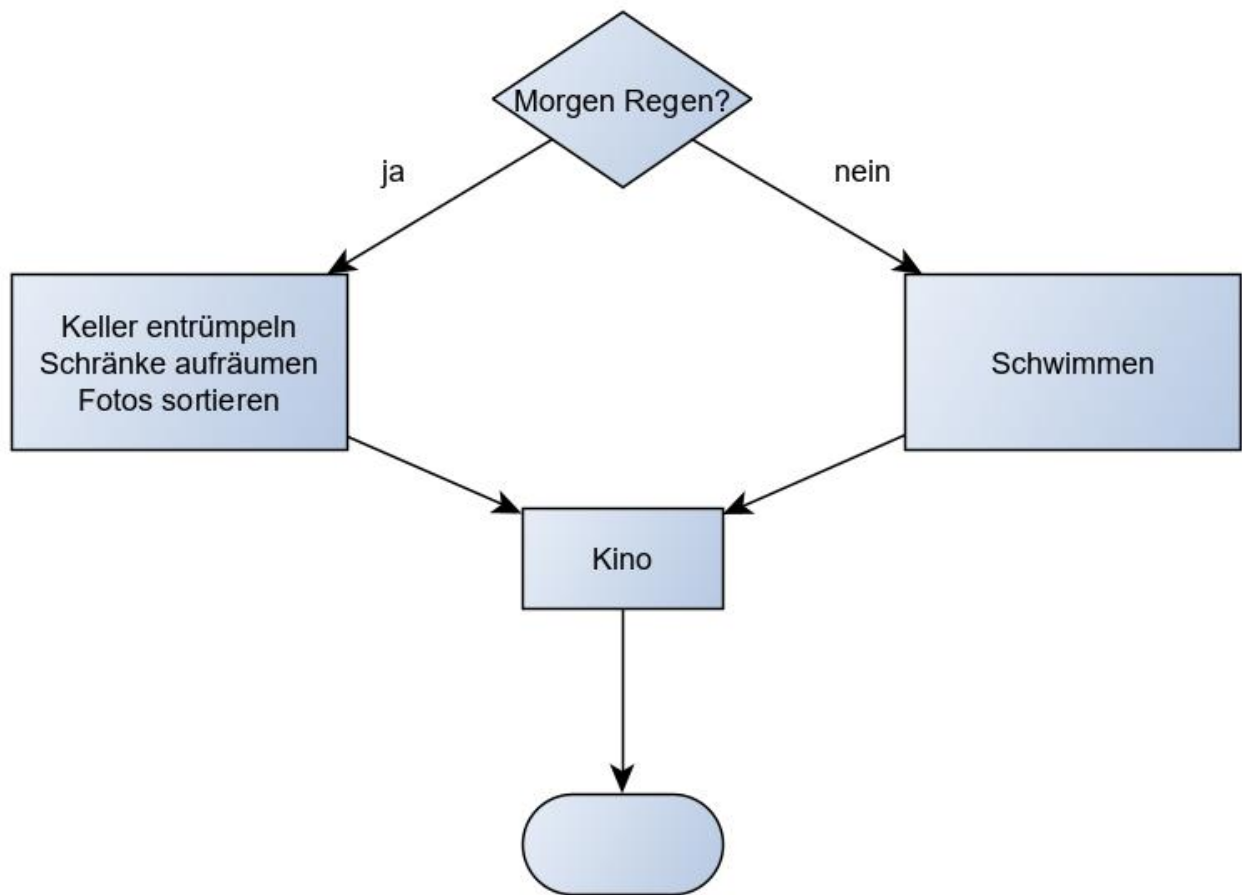 Morgen Regen?
ja
nein
Keller entrümpeln
Schränke aufräumen
Fotos sortieren
Schwimmen
Kino